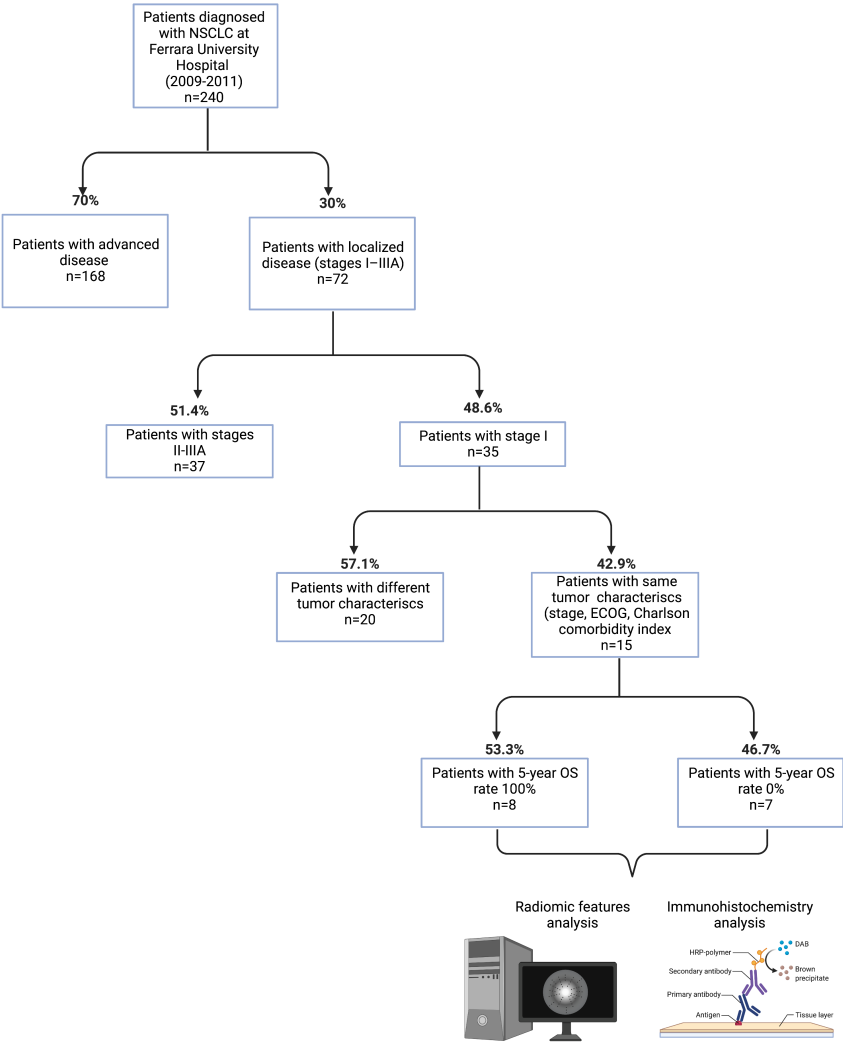 Patients diagnosed
with NSCLC at
Ferrara University
Hospital
(2009-2011)
n=240
70%
30%
Patients with advanced
disease
n=168
Patients with localized
disease (stages I–IIIA)
n=72
51.4%
48.6%
Patients with stages
II-IIIA
n=37
Patients with stage I
n=35
57.1%
42.9%
Patients with different
tumor characteriscs
n=20
Patients with same
tumor characteriscs
(stage, ECOG, Charlson
comorbidity index
n=15
53.3%
46.7%
Patients with 5-year OS
rate 100%
n=8
Patients with 5-year OS
rate 0%
n=7
Radiomic features
analysis
Immunohistochemistry
analysis
DAB
HRP-polymer
Brown
precipitate
Secondary antibody
Primary antibody
Antigen
Tissue layer